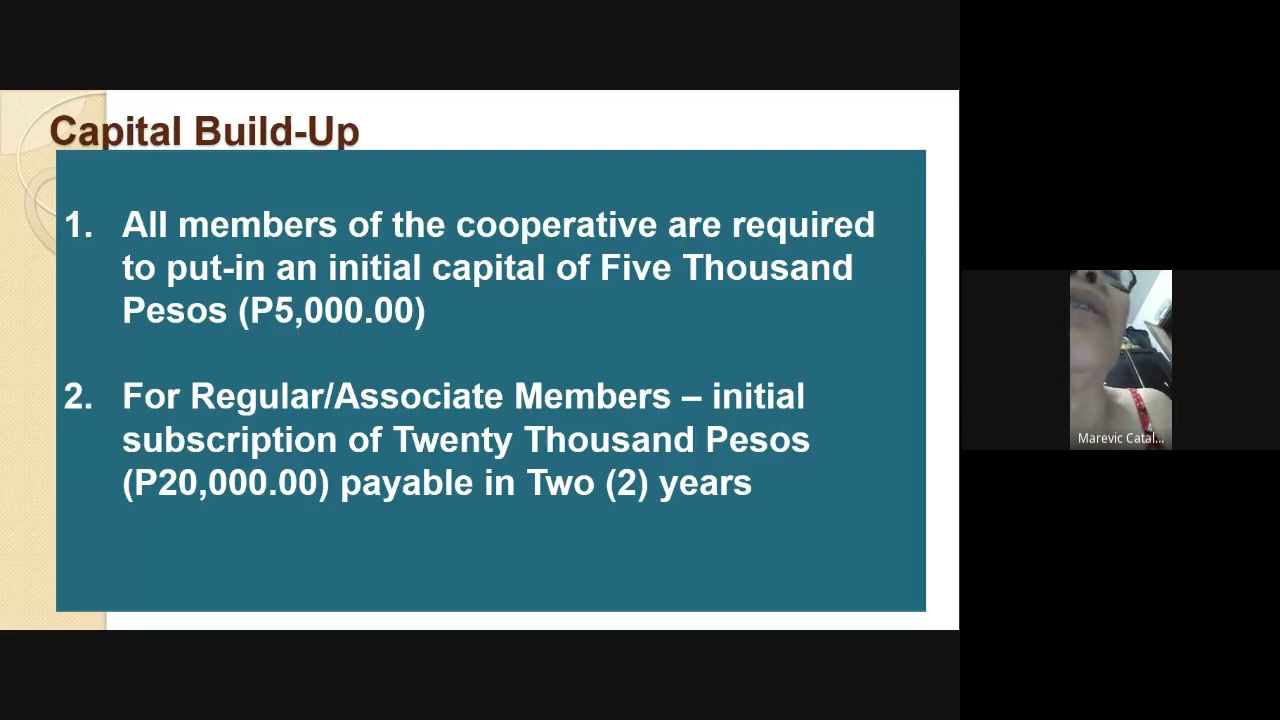 Capital Build-Up
1. All members of the cooperative are required
to put-in an initial capital of Five Thousand
Pesos (P5,000.00)
2. For Regular/Associate Members – initial
subscription of Twenty Thousand Pesos
(P20,000.00) payable in Two (2) years
Marevic Catal...